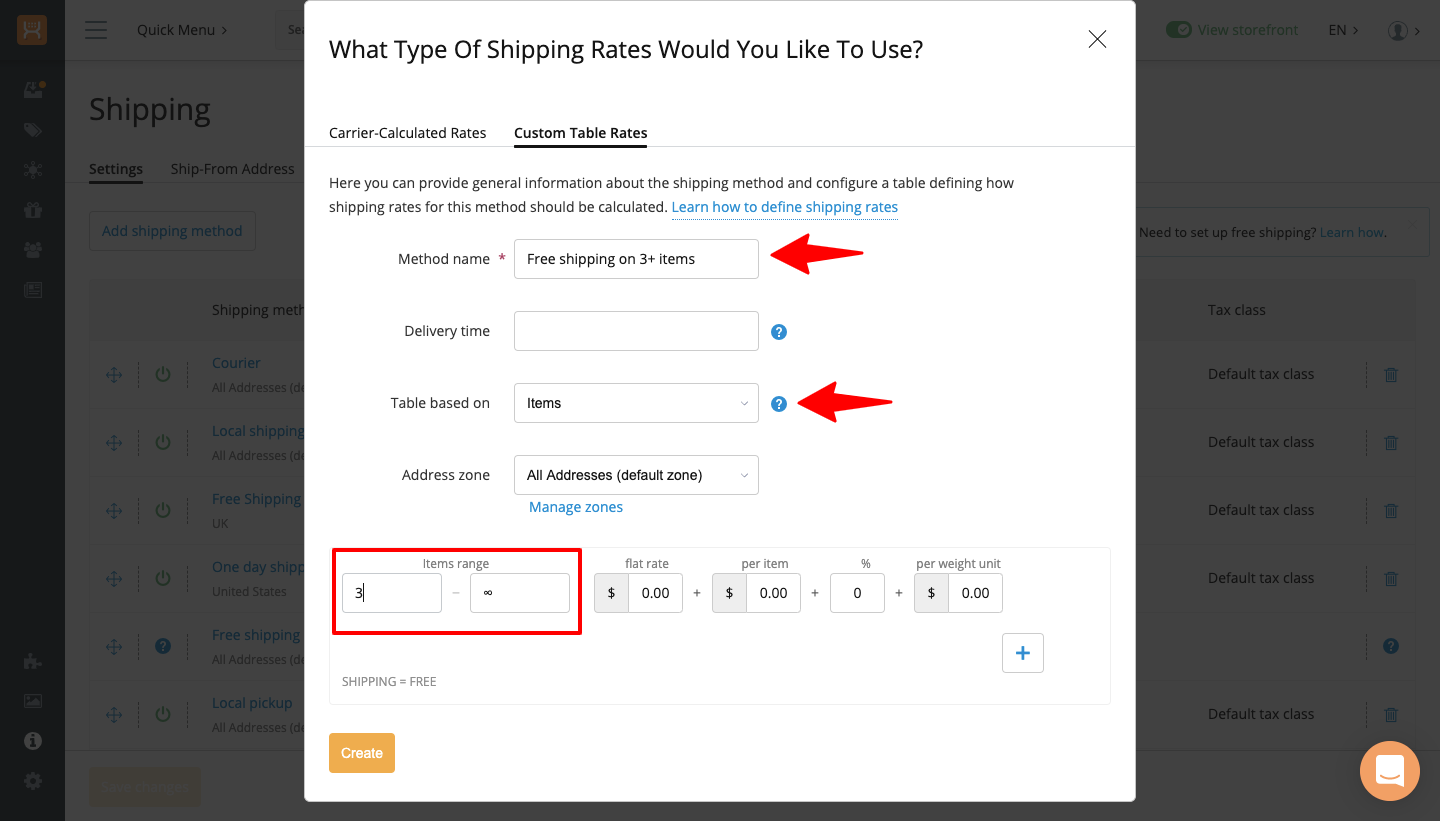 Quick Menu
Sea
View storefront
EN
What Type Of Shipping Rates Would You Like To Use?
Shipping
Carrier-Calculated Rates
Custom Table Rates
Settings
Ship-From Address
Here you can provide general information about the shipping method and configure a table defining how
shipping rates for this method should be calculated. Learn how to define shipping rates
Add shipping method
Need to set up free shipping? Learn how.
Method name *
Free shipping on 3+ items
Shipping meth
Tax class
Delivery time
?
Courier
All Addresses (de
Default tax class
Table based on
Items
?
Local shipping
All Addresses (de
Default tax class
Address zone
All Addresses (default zone)
Manage zones
Free Shipping
UK
Default tax class
Items range
flat rate
per item
%
per weight unit
3 – ∞
$ 0.00 + $ 0.00 + 0 + $ 0.00
One day shipp
United States
Default tax class
+
Free shipping
All Addresses (de
?
?
SHIPPING = FREE
Local pickup
All Addresses (de
Default tax class
Create
Save changes